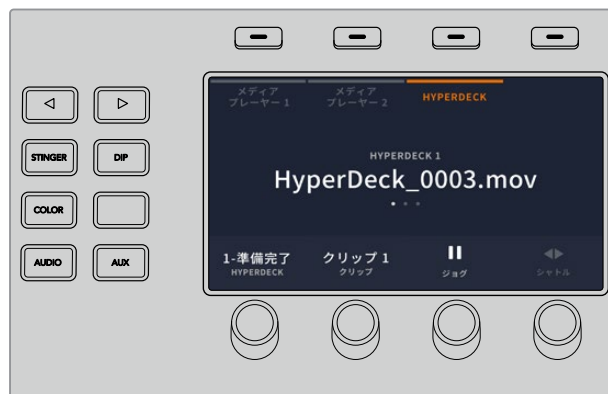 メディア
プレーヤー 1
メディア
プレーヤー 2
HYPERDECK
STINGER
DIP
COLOR
AUDIO
AUX
HYPERDECK 1
HyperDeck_0003.mov
1-準備完了
HYPERDECK
クリップ 1
クリップ
ジョグ
シャトル